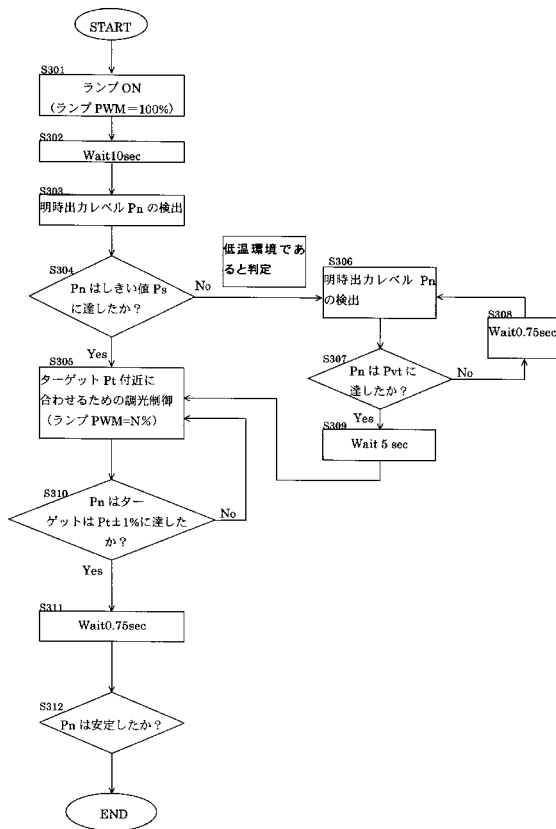 START
S301
ランプON
(ランプ PWM=100%)
S302
Wait10sec
S303
明時出力レベル Pn の検出
S304
Pn はしきい値 Ps
に達したか?
No
Yes
低温環境であ
ると判定
S306
明時出力レベル Pn
の検出
S307
Pn は Pvt に
達したか?
No
Yes
S308
Wait0.75sec
S309
Wait 5 sec
S305
ターゲット Pt 付近に
合わせるための調光制御
(ランプ PWM=N%)
S310
Pn はター
ゲットは Pt±1%に達した
か?
No
Yes
S311
Wait0.75sec
S312
Pn は安定したか?
END